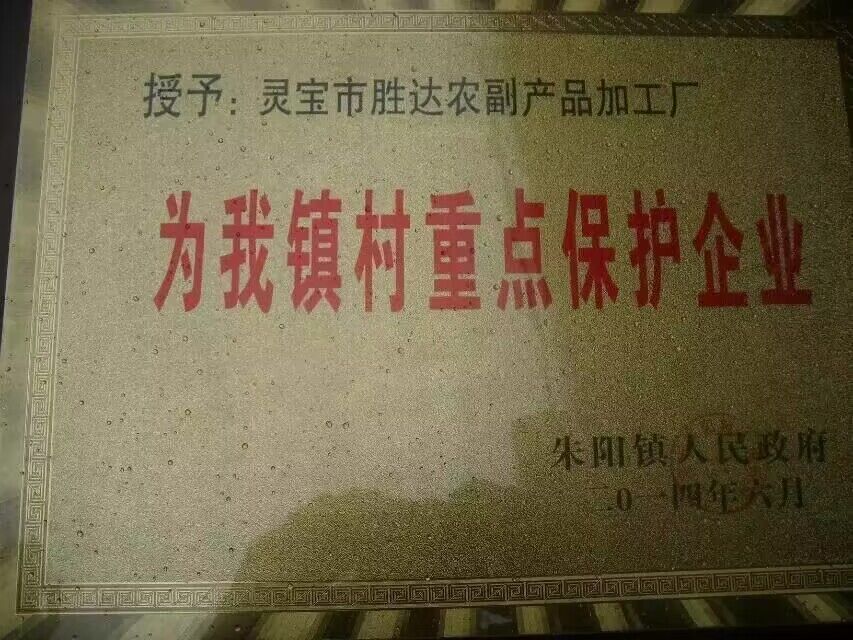 授予：灵宝市胜达农副产品加工厂
为我镇村重点保护企业
朱阳镇人民政府
二0一四年六月